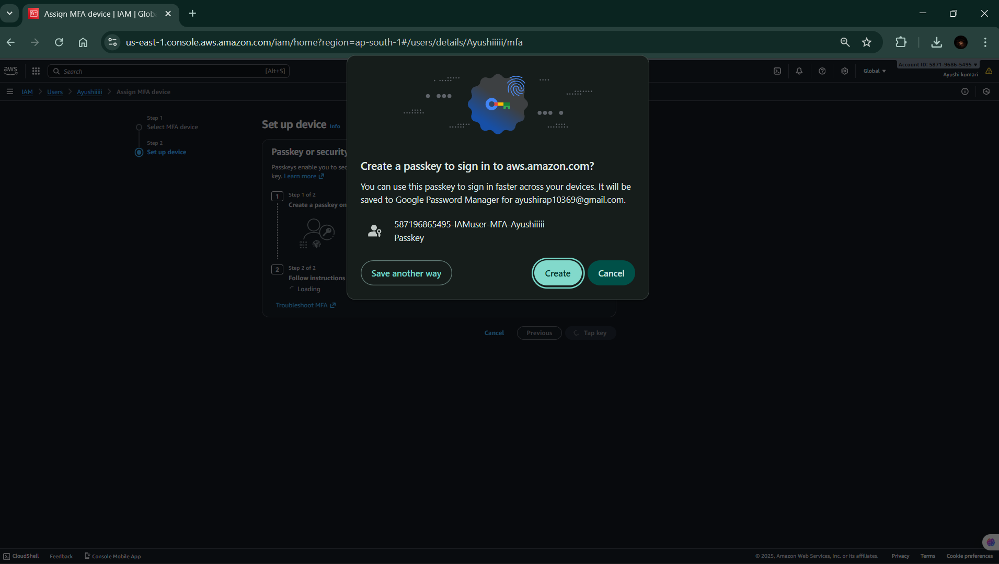 Assign MFA device | IAM | Glob
us-east-1.console.aws.amazon.com/iam/home?region=ap-south-1#/users/details/Ayushiiiii/mfa
aws
Search
[Alt+S]
Global
Account ID: 5871-9686-5495
Ayushi kumari
IAM
Users
Ayushiiiii
Assign MFA device
Step 1
Select MFA device
Step 2
Set up device
Set up device Info
Passkey or security
Passkeys enable you to sec
key. Learn more
1
Step 1 of 2
Create a passkey on
2
Step 2 of 2
Follow instructions
Loading
Troubleshoot MFA
Cancel
Previous
Tap key
Create a passkey to sign in to aws.amazon.com?
You can use this passkey to sign in faster across your devices. It will be
saved to Google Password Manager for ayushirap10369@gmail.com.
587196865495-IAMuser-MFA-Ayushiiiii
Passkey
Save another way
Create
Cancel
CloudShell
Feedback
Console Mobile App
© 2025, Amazon Web Services, Inc. or its affiliates.
Privacy
Terms
Cookie preferences